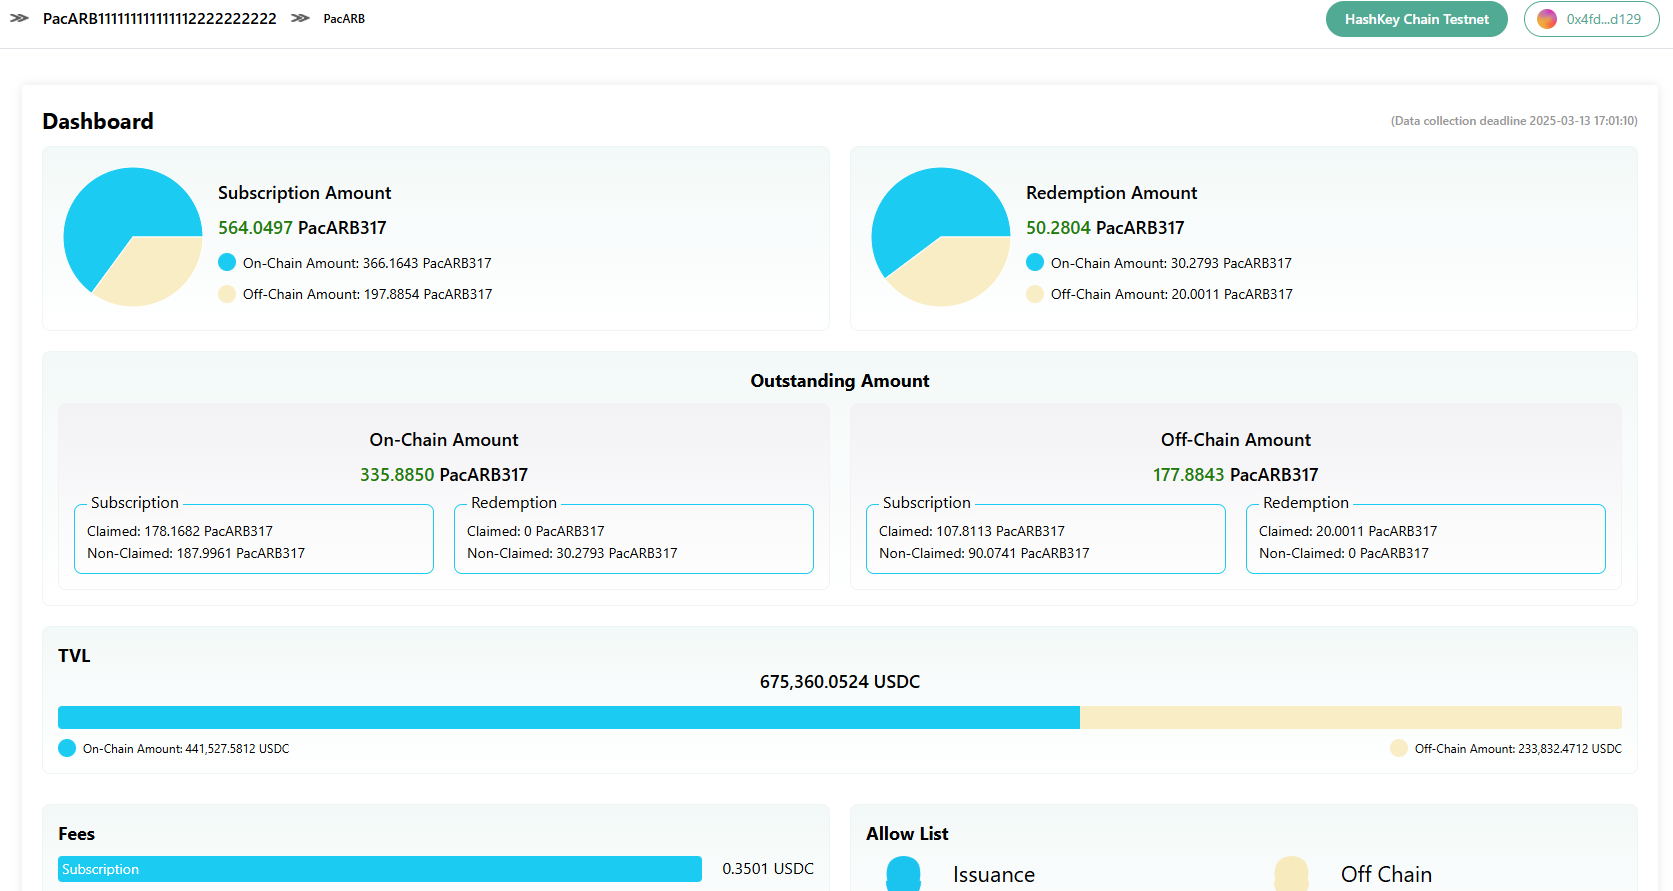 PacARB11111111111112222222222 PacARB HashKey Chain Testnet 0x4fd...d129
Dashboard (Data collection deadline 2025-03-13 17:01:10)
Subscription Amount
564.0497 PacARB317
On-Chain Amount: 366.1643 PacARB317
Off-Chain Amount: 197.8854 PacARB317
Redemption Amount
50.2804 PacARB317
On-Chain Amount: 30.2793 PacARB317
Off-Chain Amount: 20.0011 PacARB317
Outstanding Amount
On-Chain Amount
335.8850 PacARB317
Subscription
Claimed: 178.1682 PacARB317
Non-Claimed: 187.9961 PacARB317
Redemption
Claimed: 0 PacARB317
Non-Claimed: 30.2793 PacARB317
Off-Chain Amount
177.8843 PacARB317
Subscription
Claimed: 107.8113 PacARB317
Non-Claimed: 90.0741 PacARB317
Redemption
Claimed: 20.0011 PacARB317
Non-Claimed: 0 PacARB317
TVL
675,360.0524 USDC
On-Chain Amount: 441,527.5812 USDC
Off-Chain Amount: 233,832.4712 USDC
Fees
Subscription 0.3501 USDC
Allow List
Issuance
Off Chain